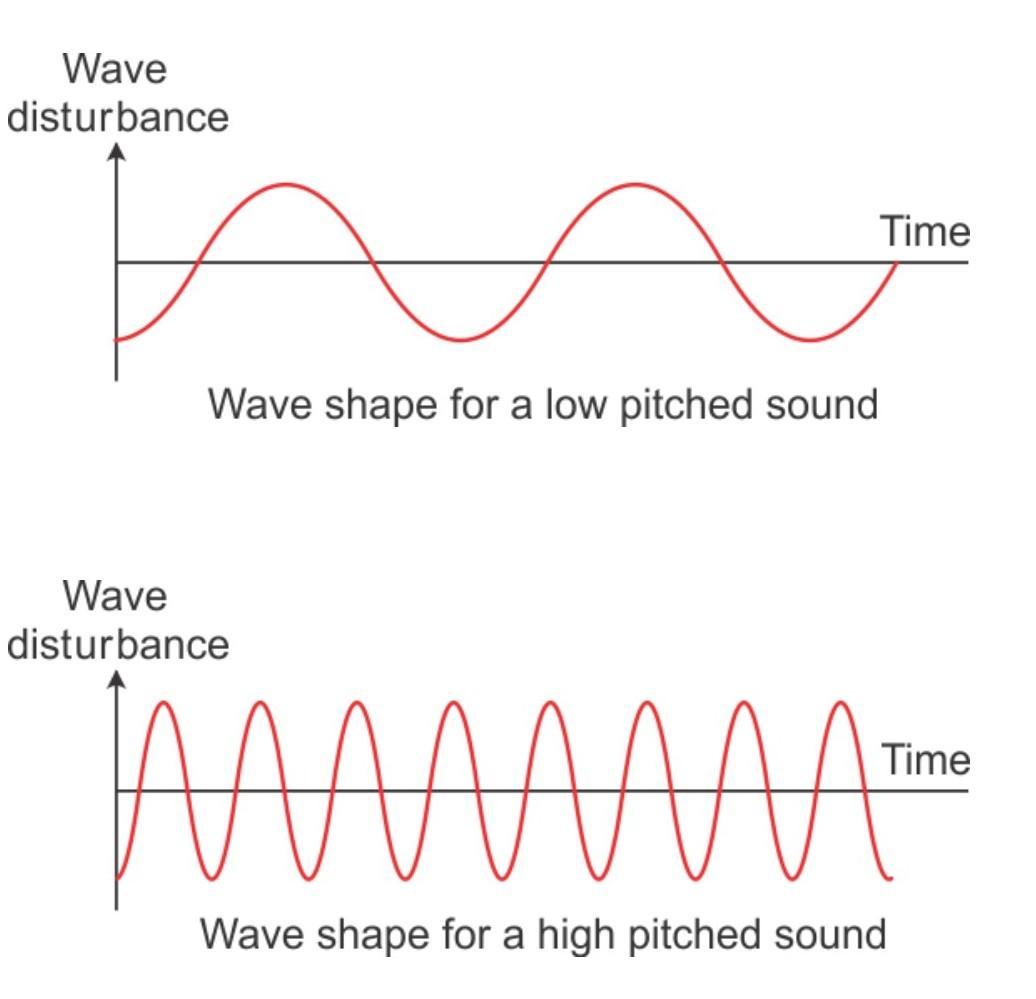 Wave
disturbance
Time
Wave shape for a low pitched sound
Wave
disturbance
Time
Wave shape for a high pitched sound